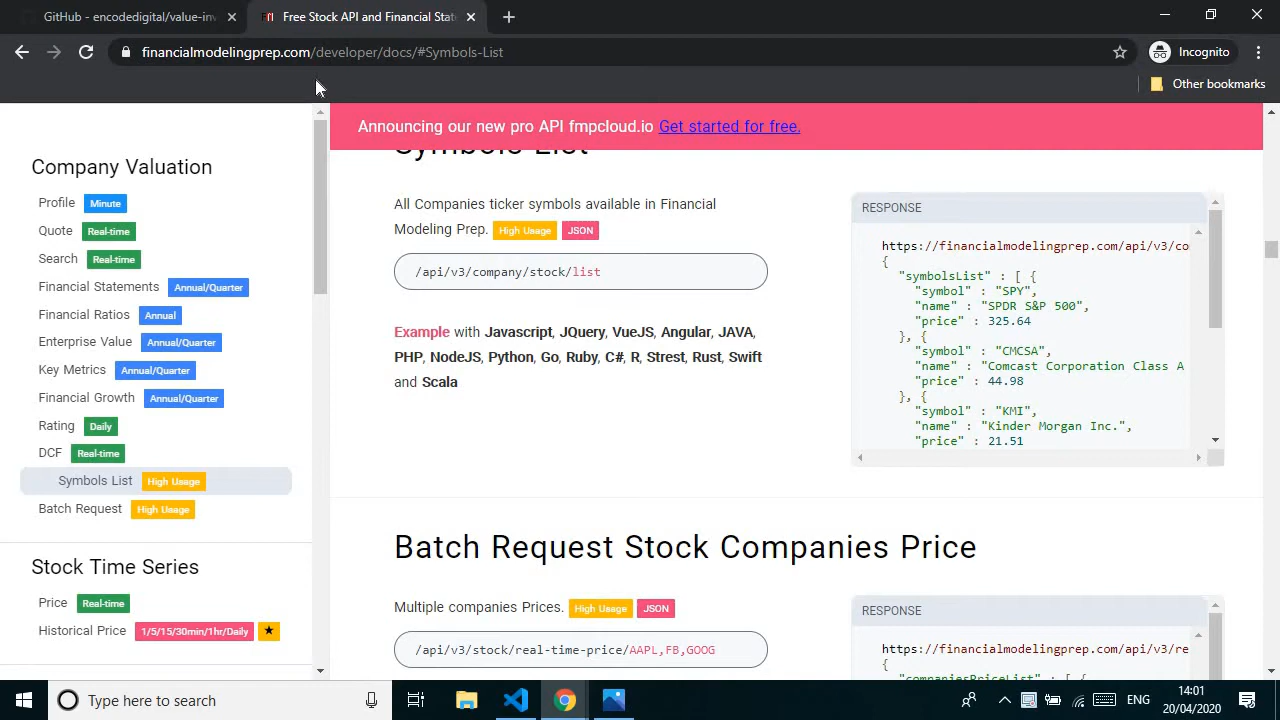 GitHub - encodedigital/value-inv
Free Stock API and Financial Stat
financialmodelingprep.com/developer/docs/#Symbols-List
Incognito
Other bookmarks
Announcing our new pro API fmpcloud.io Get started for free.
Company Valuation
Profile Minute
Quote Real-time
Search Real-time
Financial Statements Annual/Quarter
Financial Ratios Annual
Enterprise Value Annual/Quarter
Key Metrics Annual/Quarter
Financial Growth Annual/Quarter
Rating Daily
DCF Real-time
Symbols List High Usage
Batch Request High Usage
Stock Time Series
Price Real-time
Historical Price 1/5/15/30min/1hr/Daily
Symbols List
All Companies ticker symbols available in Financial
Modeling Prep. High Usage JSON
/api/v3/company/stock/list
Example with Javascript, JQuery, VueJS, Angular, JAVA,
PHP, NodeJS, Python, Go, Ruby, C#, R, Strest, Rust, Swift
and Scala
RESPONSE
https://financialmodelingprep.com/api/v3/co
{
"symbolsList" : [ {
"symbol" : "SPY",
"name" : "SPDR S&P 500",
"price" : 325.64
}, {
"symbol" : "CMCSA",
"name" : "Comcast Corporation Class A
"price" : 44.98
}, {
"symbol" : "KMI",
"name" : "Kinder Morgan Inc.",
"price" : 21.51
Batch Request Stock Companies Price
Multiple companies Prices. High Usage JSON
/api/v3/stock/real-time-price/AAPL,FB,GOOG
RESPONSE
https://financialmodelingprep.com/api/v3/re
{
"companiesPriceList" : [ {
Type here to search
ENG
14:01
20/04/2020